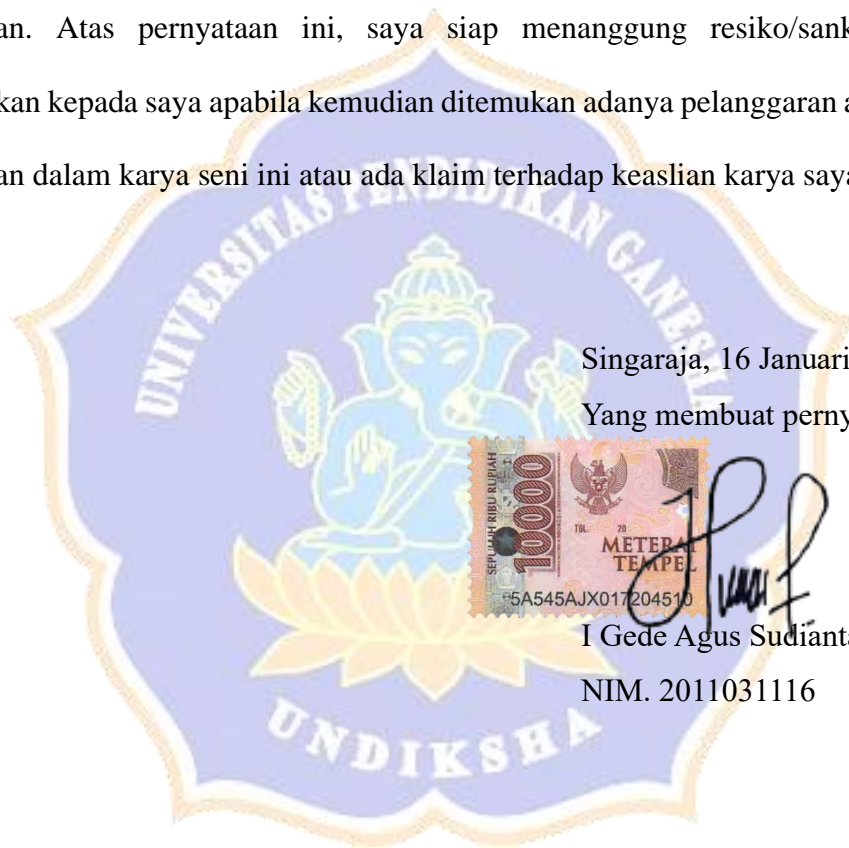 an. Atas pernyataan ini, saya siap menanggung resiko/sank
kan kepada saya apabila kemudian ditemukan adanya pelanggaran a
an dalam karya seni ini atau ada klaim terhadap keaslian karya saya
UNIVERSITAS PENDIDIKAN GANESHA
Singaraja, 16 Januari
Yang membuat perny
SEPULUH RIBU RUPIAH
10000
TGL. 20
METERAI
TEMPEL
5A545AJX017204510
I Gede Agus Sudianta
NIM. 2011031116
UNDIKSHA